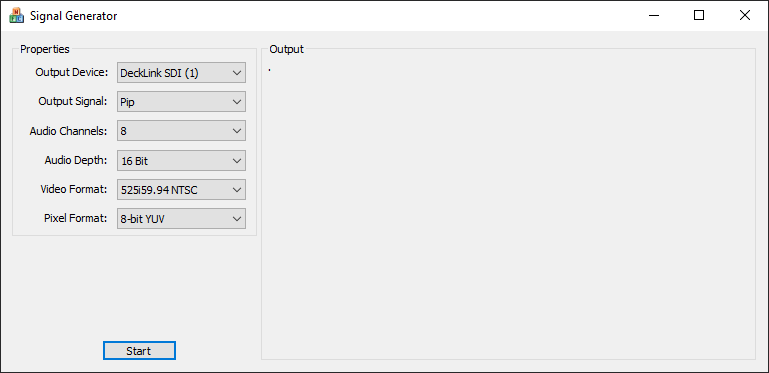 Signal Generator
Properties
Output Device: DeckLink SDI (1)
Output Signal: Pip
Audio Channels: 8
Audio Depth: 16 Bit
Video Format: 525i59.94 NTSC
Pixel Format: 8-bit YUV
Start
Output
.